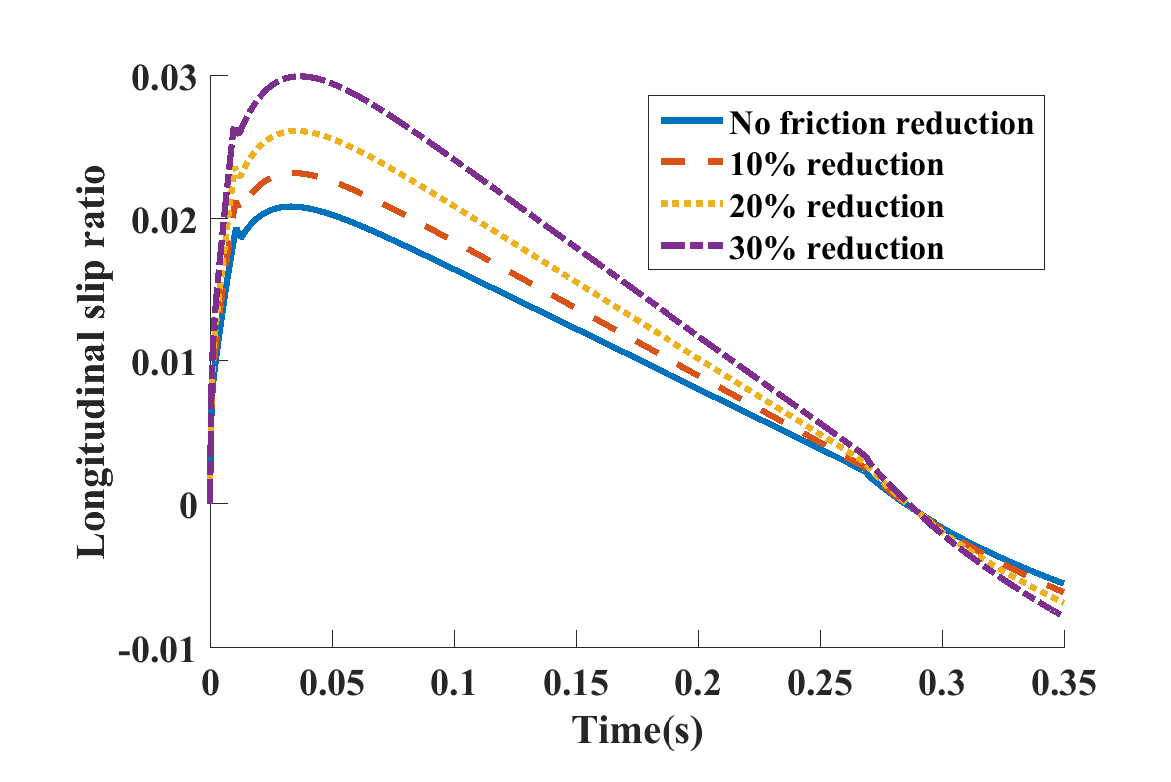 Longitudinal slip ratio
0.03
0.02
0.01
0
-0.01
No friction reduction
10% reduction
20% reduction
30% reduction
0 0.05 0.1 0.15 0.2 0.25 0.3 0.35
Time(s)